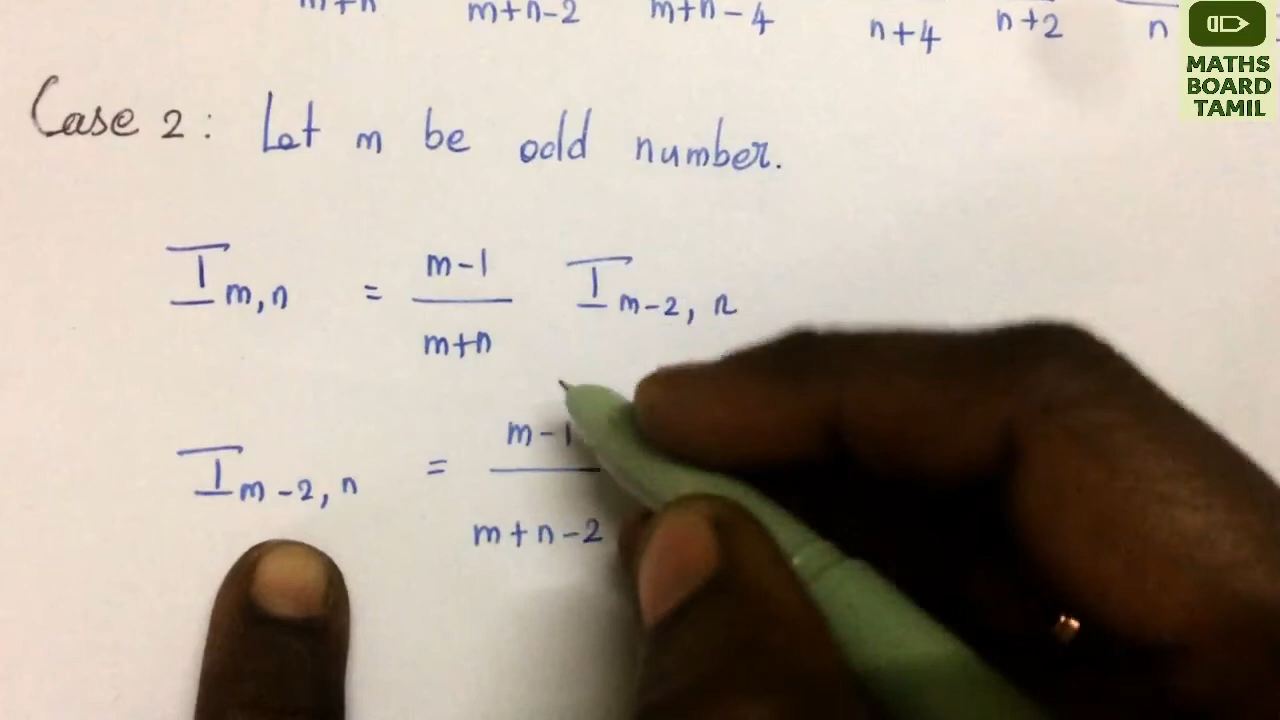 m+n m+n-2 m+n-4 n+4 n+2 n
MATHS
BOARD
TAMIL
Case 2: Let m be odd number.
I m,n = m-1 / m+n I m-2, n
I m-2, n = m-1 / m+n-2